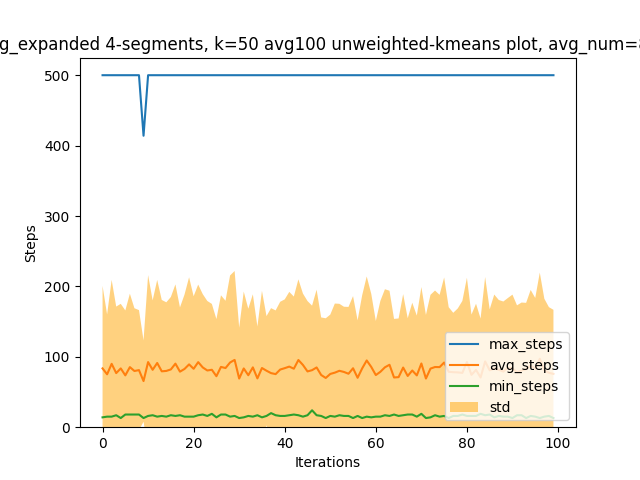 g_expanded 4-segments, k=50 avg100 unweighted-kmeans plot, avg_num=
500
400
300
200
100
0
Steps
0 20 40 60 80 100
Iterations
max_steps
avg_steps
min_steps
std